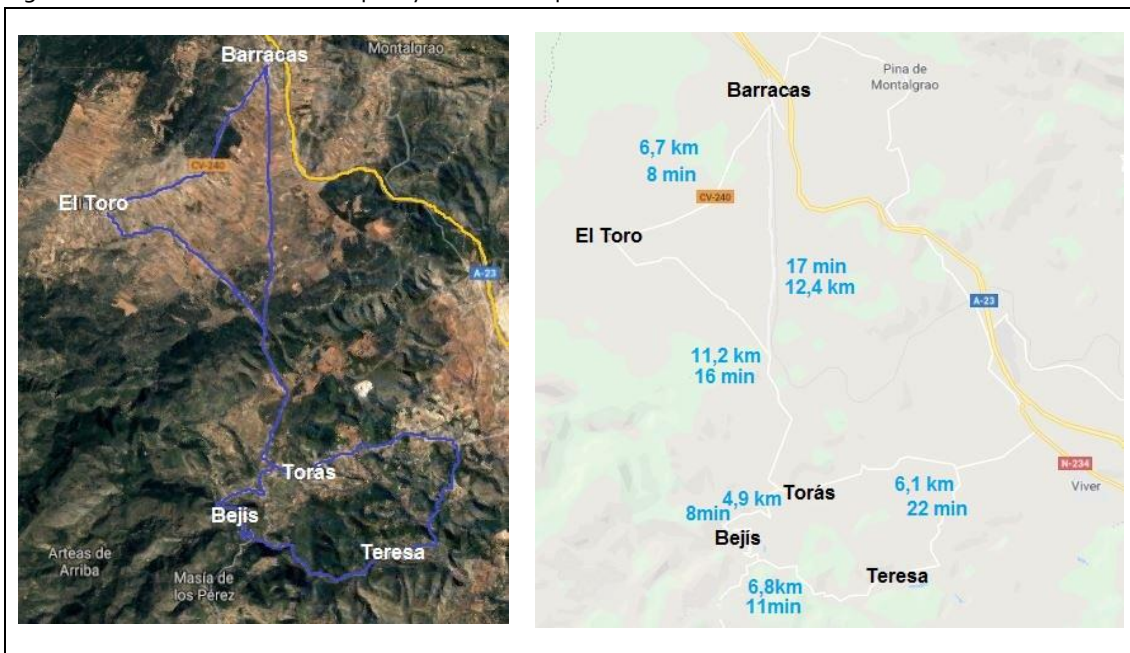 Barracas
Montalgrao
CV-240
El Toro
A-23
Torás
Bejís
Teresa
Arteas de
Arriba
Masía de
los Pérez
Barracas
Pina de
Montalgrao
6,7 km
8 min
CV-240
El Toro
17 min
12,4 km
A-23
11,2 km
16 min
N-234
Viver
4,9 km
8min
Torás
6,1 km
22 min
Bejís
Teresa
6,8km
11min